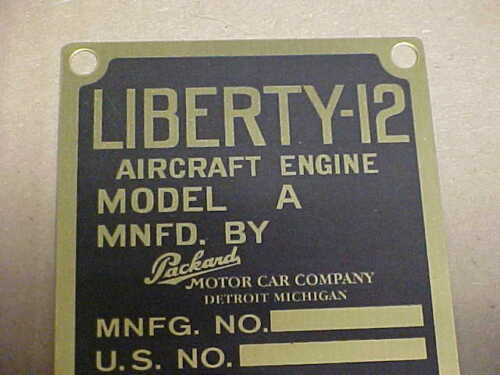 LIBERTY-12
AIRCRAFT ENGINE
MODEL A
MNFD. BY
Packard
MOTOR CAR COMPANY
DETROIT MICHIGAN
MNFG. NO.
U.S. NO.